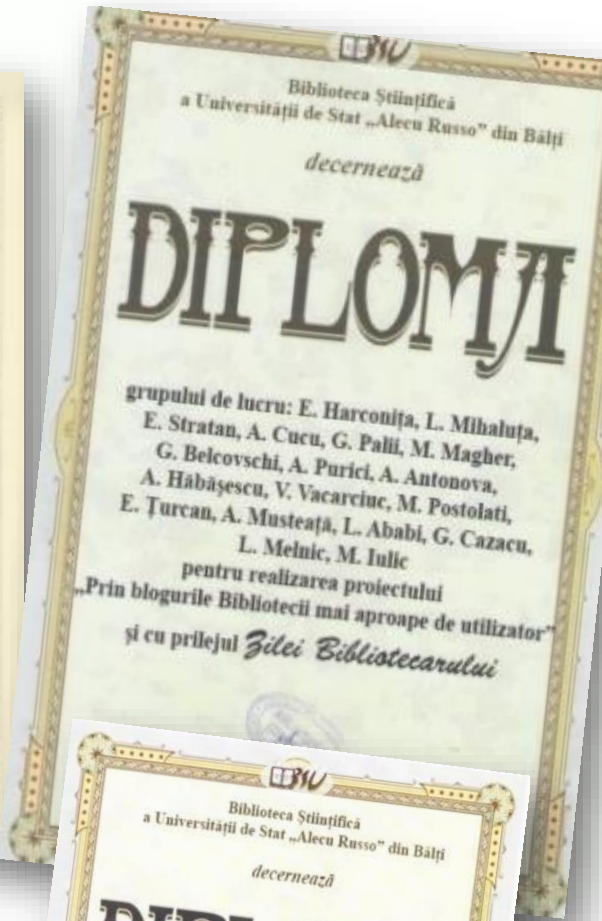 Biblioteca Științifică
a Universității de Stat „Alecu Russo” din Bălți
decernează
DIPLOMA
grupului de lucru: E. Harconița, L. Mihaluța,
E. Stratan, A. Cucu, G. Palii, M. Magher,
G. Belcovschi, A. Purici, A. Antonova,
A. Hăbășescu, V. Vacarciuc, M. Postolati,
E. Țurcan, A. Musteață, L. Ababi, G. Cazacu,
L. Melnic, M. Iulic
pentru realizarea proiectului
„Prin blogurile Bibliotecii mai aproape de utilizator”
și cu prilejul Zilei Bibliotecarului
Biblioteca Științifică
a Universității de Stat „Alecu Russo” din Bălți
decernează